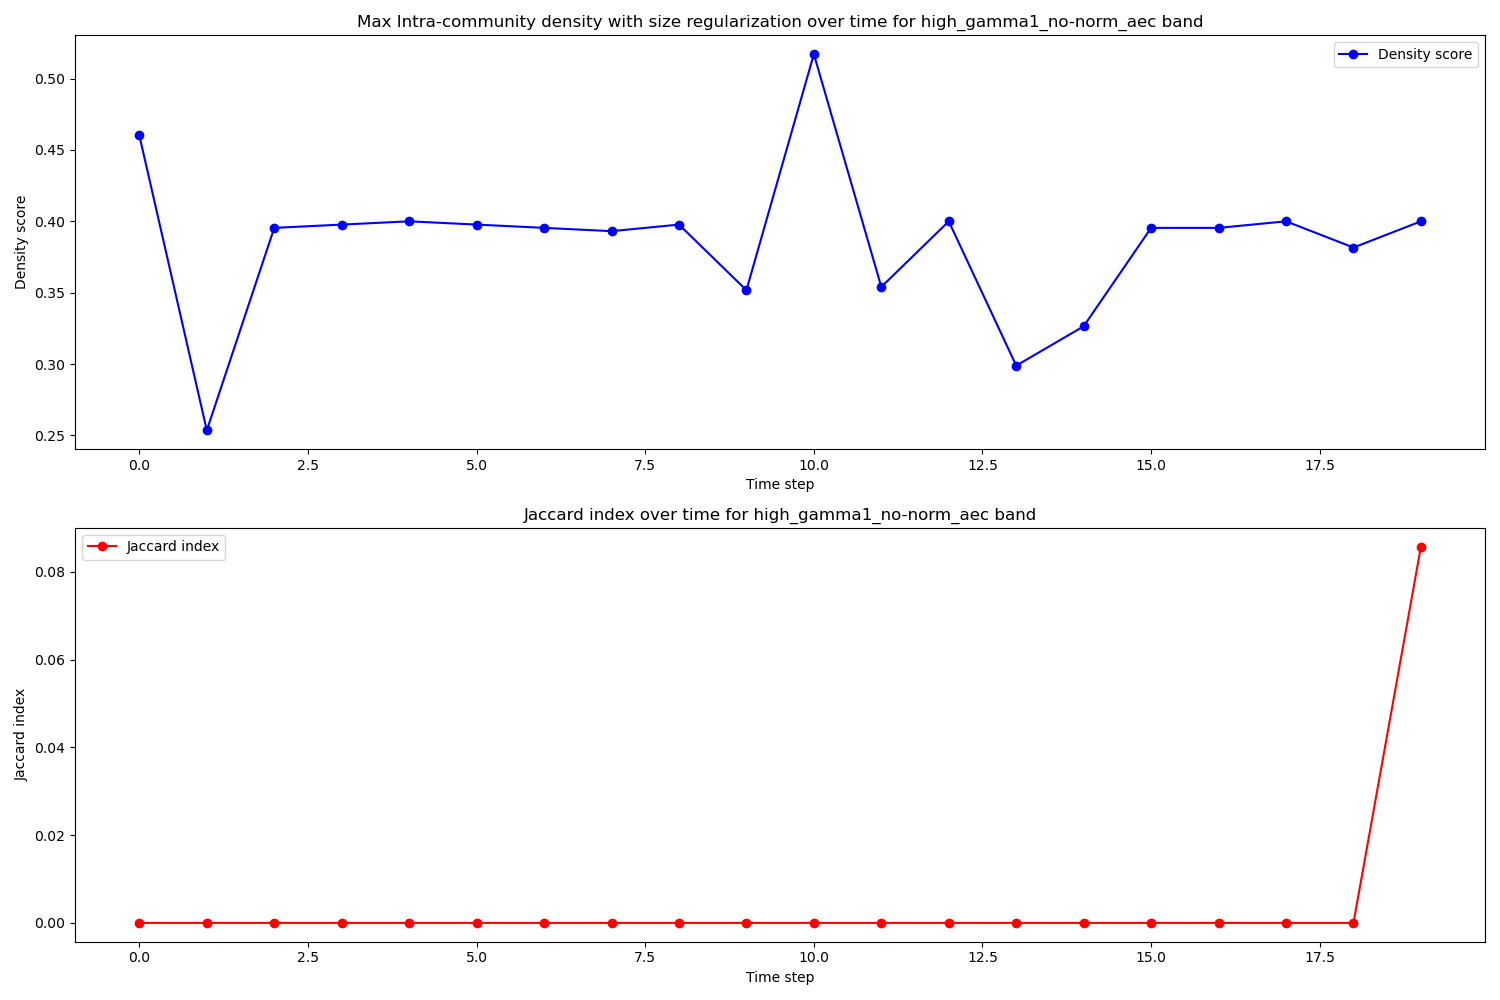 Max Intra-community density with size regularization over time for high_gamma1_no-norm_aec band
Density score
Density score
0.50
0.45
0.40
0.35
0.30
0.25
0.0 2.5 5.0 7.5 10.0 12.5 15.0 17.5
Time step
Jaccard index over time for high_gamma1_no-norm_aec band
Jaccard index
Jaccard index
0.08
0.06
0.04
0.02
0.00
0.0 2.5 5.0 7.5 10.0 12.5 15.0 17.5
Time step